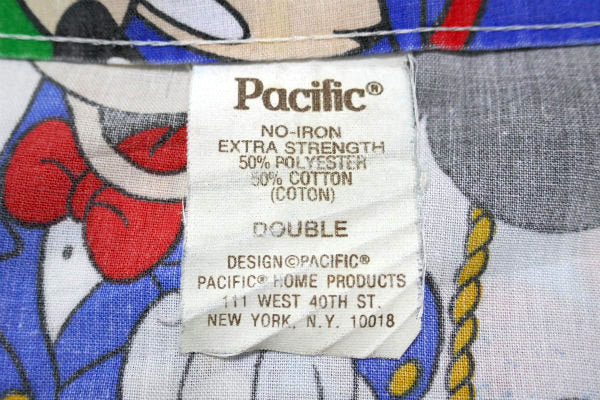 Pacific®
NO-IRON
EXTRA STRENGTH
50% POLYESTER
50% COTTON
(COTON)
DOUBLE
DESIGN©PACIFIC®
PACIFIC® HOME PRODUCTS
111 WEST 40TH ST.
NEW YORK, N.Y. 10018